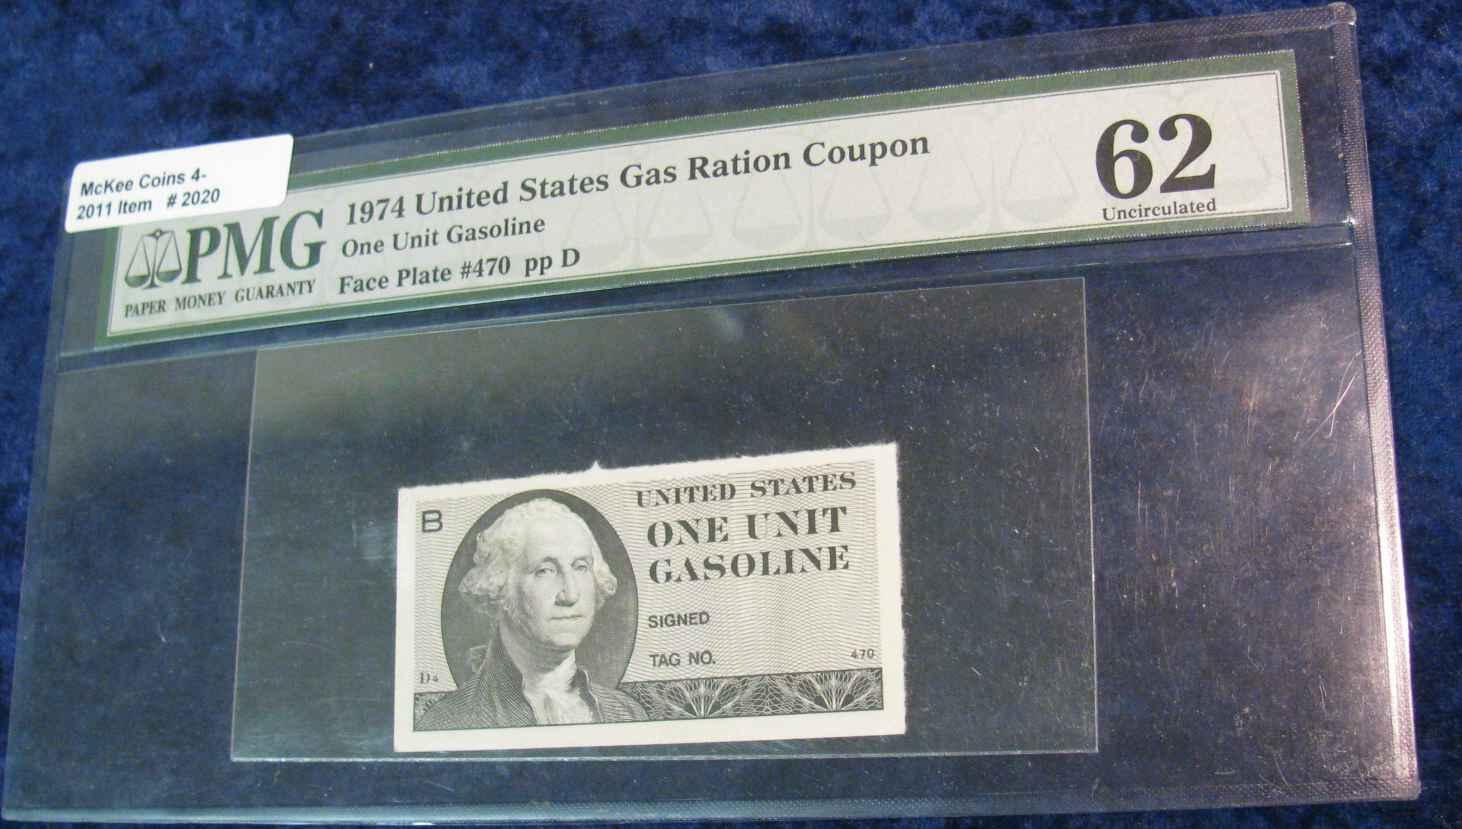 McKee Coins 4-
2011 Item # 2020
PMG
PAPER MONEY GUARANTY
1974 United States Gas Ration Coupon
One Unit Gasoline
Face Plate #470 pp D
62
Uncirculated
B
UNITED STATES
ONE UNIT
GASOLINE
SIGNED
TAG NO.
470
D4